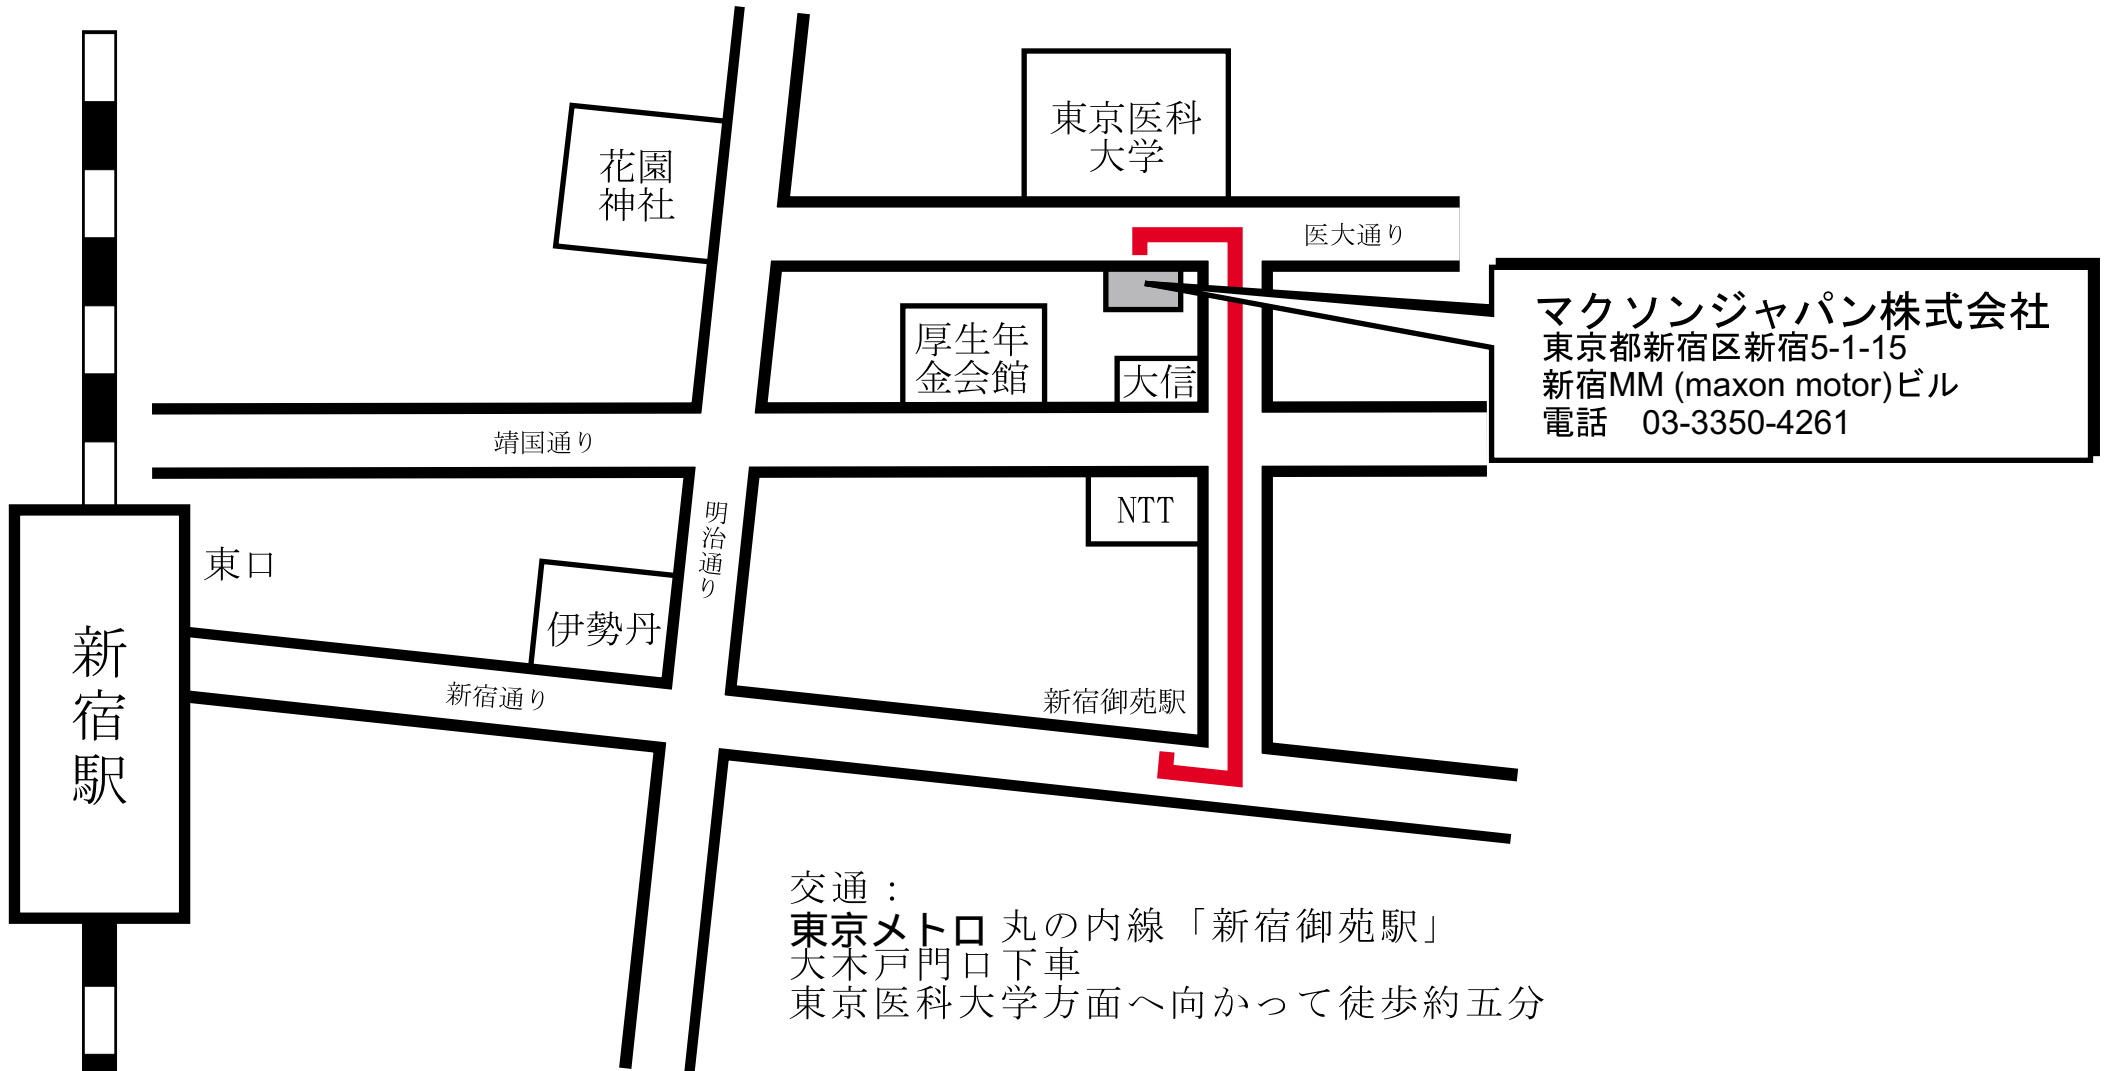 東京医科
大学
花園
神社
医大通り
マクソンジャパン株式会社
東京都新宿区新宿5-1-15
新宿MM (maxon motor)ビル
電話　03-3350-4261
厚生年
金会館
大信
靖国通り
明治通り
NTT
東口
伊勢丹
新宿駅
新宿通り
新宿御苑駅
交通：
東京メトロ 丸の内線「新宿御苑駅」
大木戸門口下車
東京医科大学方面へ向かって徒歩約五分